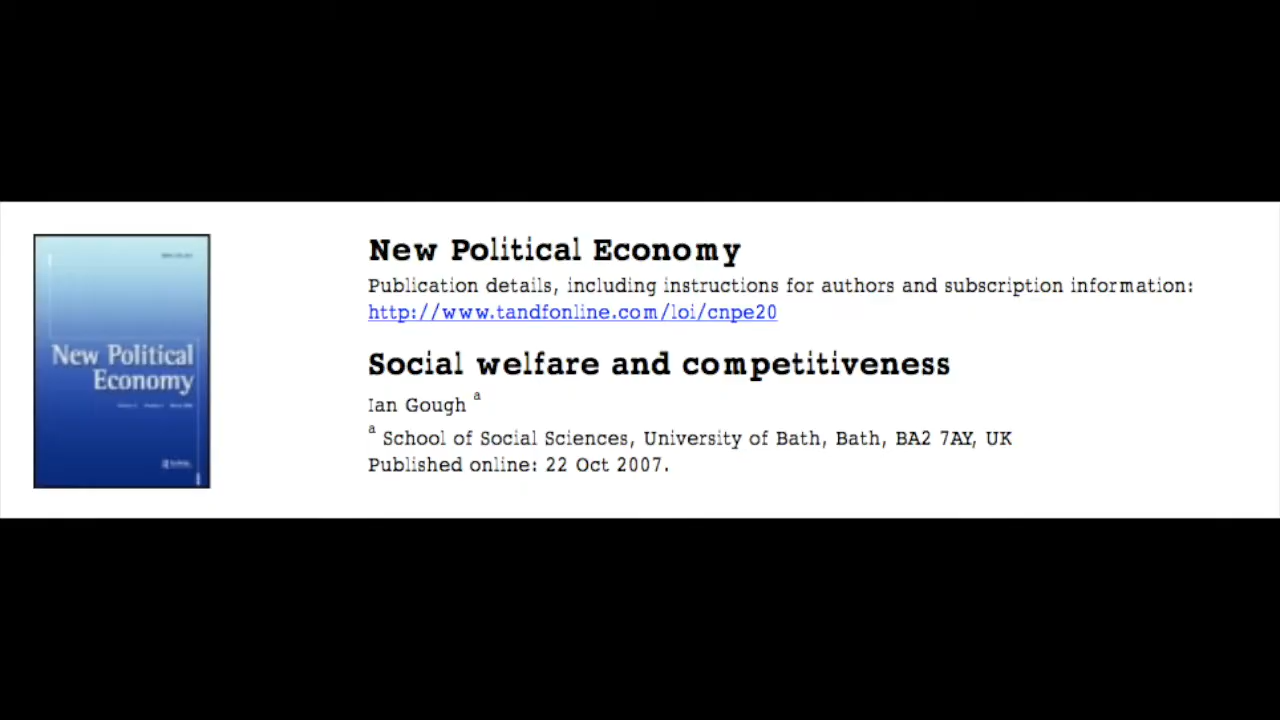 New Political
Economy
New Political Economy
Publication details, including instructions for authors and subscription information:
http://www.tandfonline.com/loi/cnpe20
Social welfare and competitiveness
Ian Gough a
a School of Social Sciences, University of Bath, Bath, BA2 7AY, UK
Published online: 22 Oct 2007.